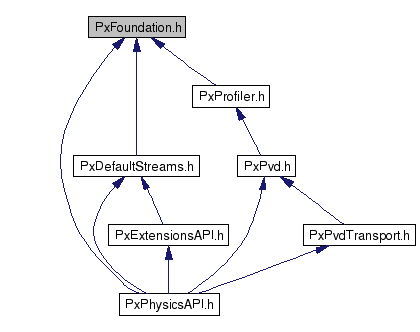 PxFoundation.h
PxProfiler.h
PxDefaultStreams.h
PxPvd.h
PxExtensionsAPI.h
PxPvdTransport.h
PxPhysicsAPI.h